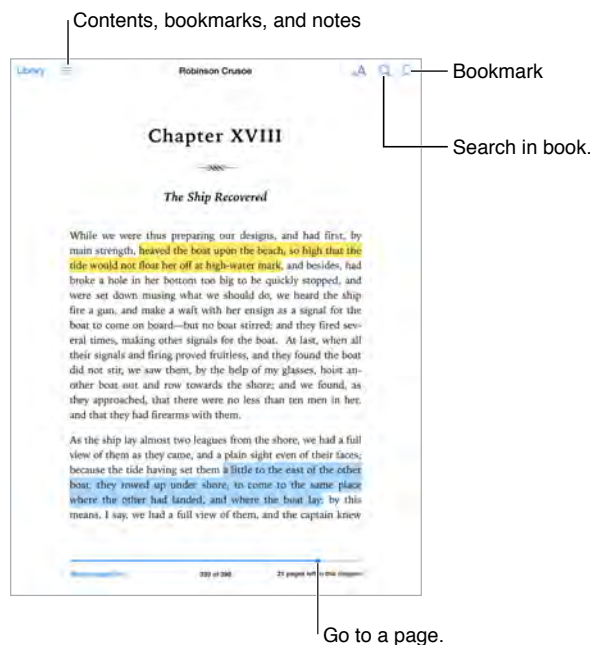 Contents, bookmarks, and notes
Library
Robinson Crusoe
AA
Bookmark
Search in book.
Chapter XVIII
The Ship Recovered
While we were thus preparing our designs, and had first, by
main strength, heaved the boat upon the beach, so high that the
tide would not float her off at high-water mark, and besides, had
broke a hole in her bottom too big to be quickly stopped, and
were set down musing what we should do, we heard the ship
fire a gun, and make a waft with her ensign as a signal for the
boat to come on board—but no boat stirred; and they fired sev-
eral times, making other signals for the boat. At last, when all
their signals and firing proved fruitless, and they found the boat
did not stir, we saw them, by the help of my glasses, hoist an-
other boat out and row towards the shore; and we found, as
they approached, that there were no less than ten men in her,
and that they had firearms with them.
As the ship lay almost two leagues from the shore, we had a full
view of them as they came, and a plain sight even of their faces;
because the tide having set them a little to the east of the other
boat, they rowed up under shore, to come to the same place
where the other had landed, and where the boat lay; by this
means, I say, we had a full view of them, and the captain knew
21 pages left in this chapter
Go to a page.